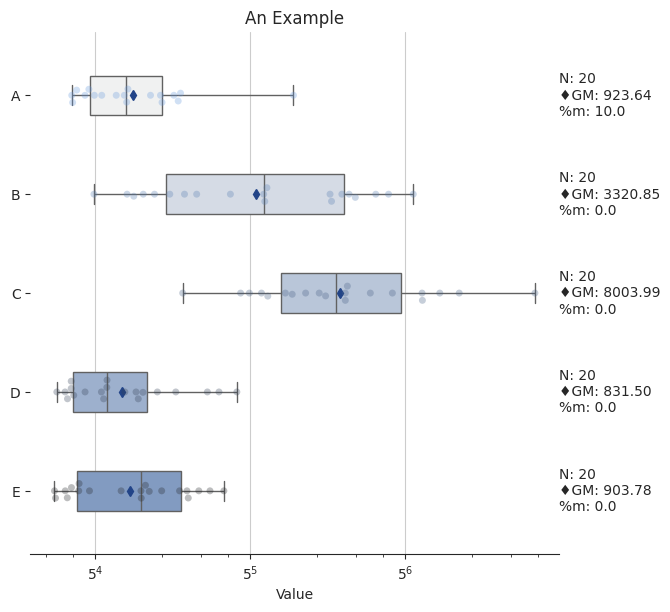 An Example
A
N: 20
♦GM: 923.64
%m: 10.0
B
N: 20
♦GM: 3320.85
%m: 0.0
C
N: 20
♦GM: 8003.99
%m: 0.0
D
N: 20
♦GM: 831.50
%m: 0.0
E
N: 20
♦GM: 903.78
%m: 0.0
5⁴ 5⁵ 5⁶
Value